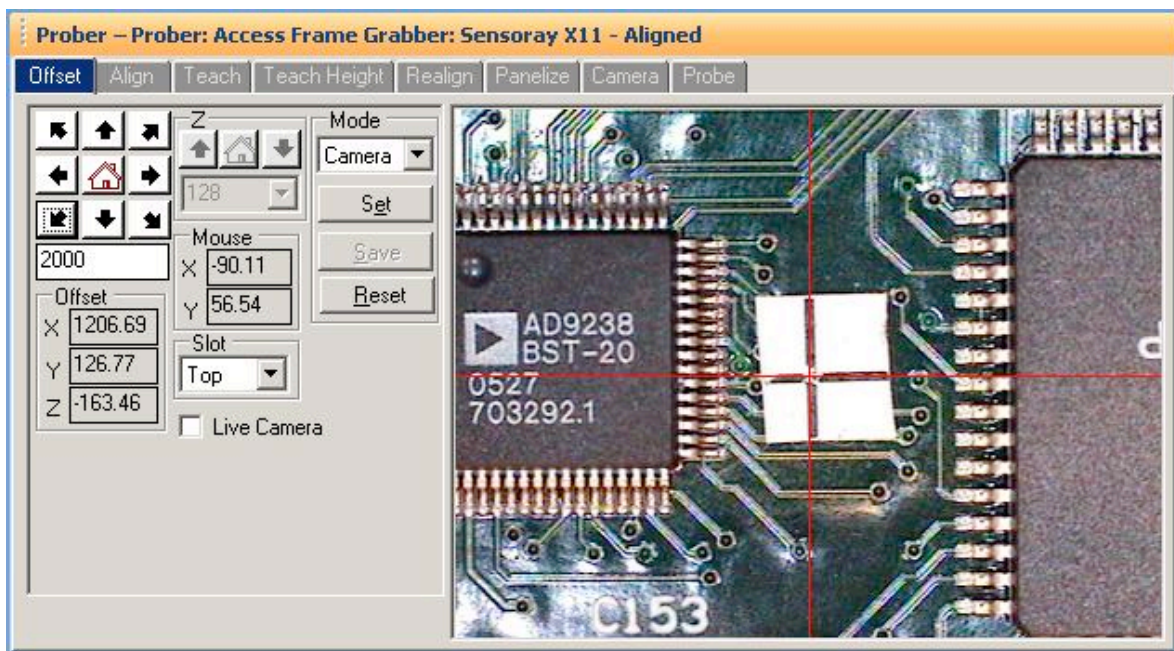 Prober – Prober: Access Frame Grabber: Sensoray X11 - Aligned
Offset Align Teach Teach Height Realign Panelize Camera Probe
Z
128
2000
Offset
X 1206.69
Y 126.77
Z -163.46
Mouse
X -90.11
Y 56.54
Slot
Top
Live Camera
Mode
Camera
Set
Save
Reset
AD9238
BST-20
0527
703292.1
C153